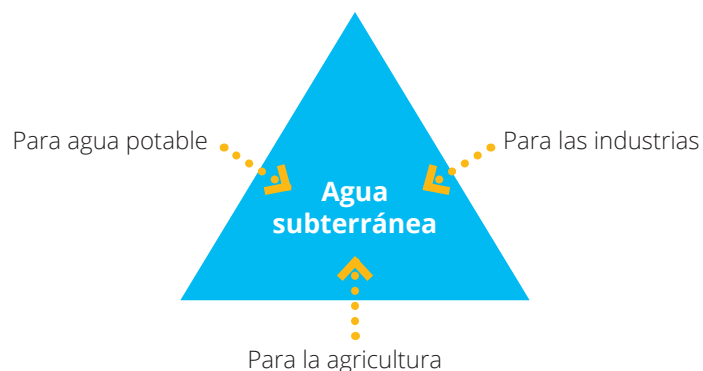 Para agua potable
Para las industrias
Agua
subterránea
Para la agricultura